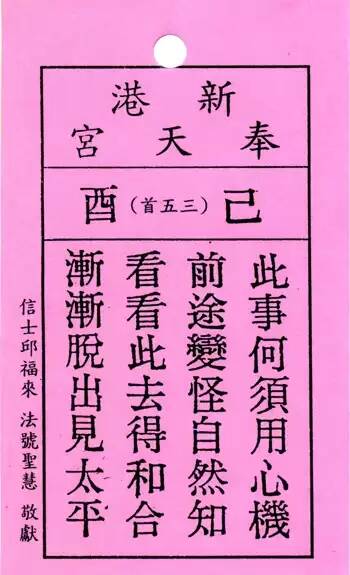 新港
奉天宮
己(三五首)酉
此事何須用心機
前途變怪自然知
看看此去得和合
漸漸脫出見太平
信士邱福來 法號聖慧 敬獻